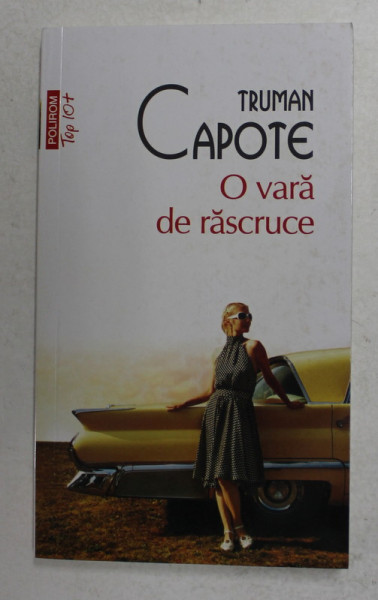 POLIROM
Top 10+
TRUMAN
CAPOTE
O vară
de răscruce